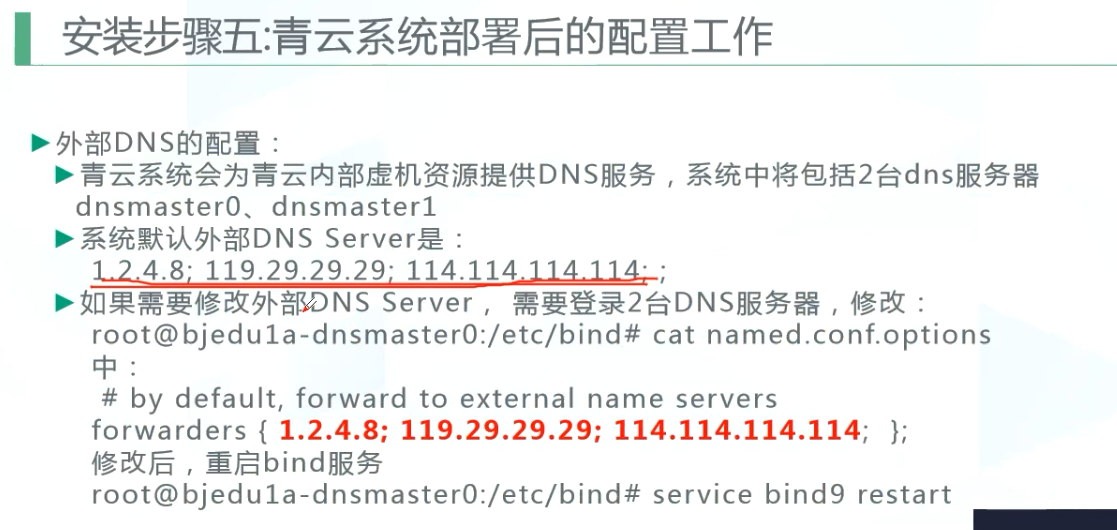 安装步骤五:青云系统部署后的配置工作
外部DNS的配置：
青云系统会为青云内部虚机资源提供DNS服务，系统中将包括2台dns服务器
dnsmaster0、dnsmaster1
系统默认外部DNS Server是：
1.2.4.8; 119.29.29.29; 114.114.114.114; ;
如果需要修改外部DNS Server， 需要登录2台DNS服务器，修改：
root@bjedu1a-dnsmaster0:/etc/bind# cat named.conf.options
中：
# by default, forward to external name servers
forwarders { 1.2.4.8; 119.29.29.29; 114.114.114.114;  };
修改后，重启bind服务
root@bjedu1a-dnsmaster0:/etc/bind# service bind9 restart